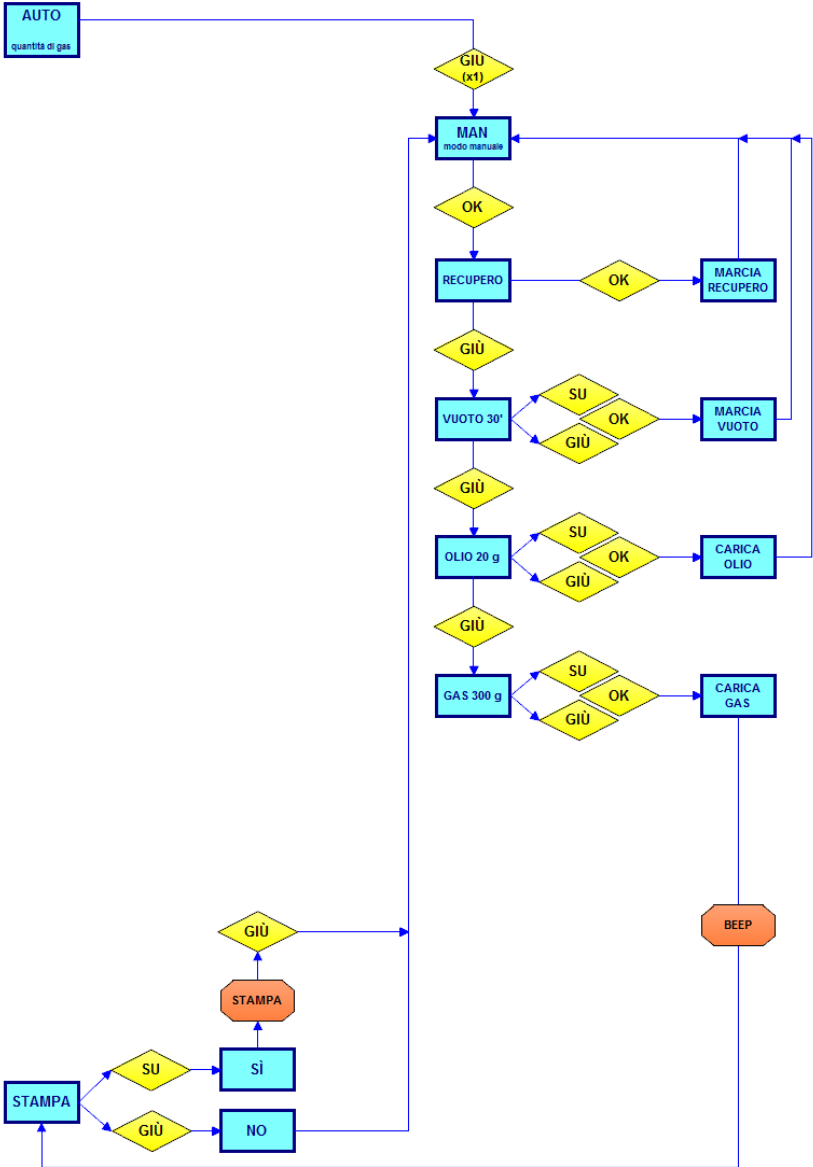 AUTO
quantità di gas
GIÙ
(x1)
MAN
modo manuale
OK
RECUPERO
OK
MARCIA
RECUPERO
GIÙ
VUOTO 30'
SU
OK
GIÙ
MARCIA
VUOTO
GIÙ
OLIO 20 g
SU
OK
GIÙ
CARICA
OLIO
GIÙ
GAS 300 g
SU
OK
GIÙ
CARICA
GAS
BEEP
GIÙ
STAMPA
SU
SÌ
STAMPA
GIÙ
NO